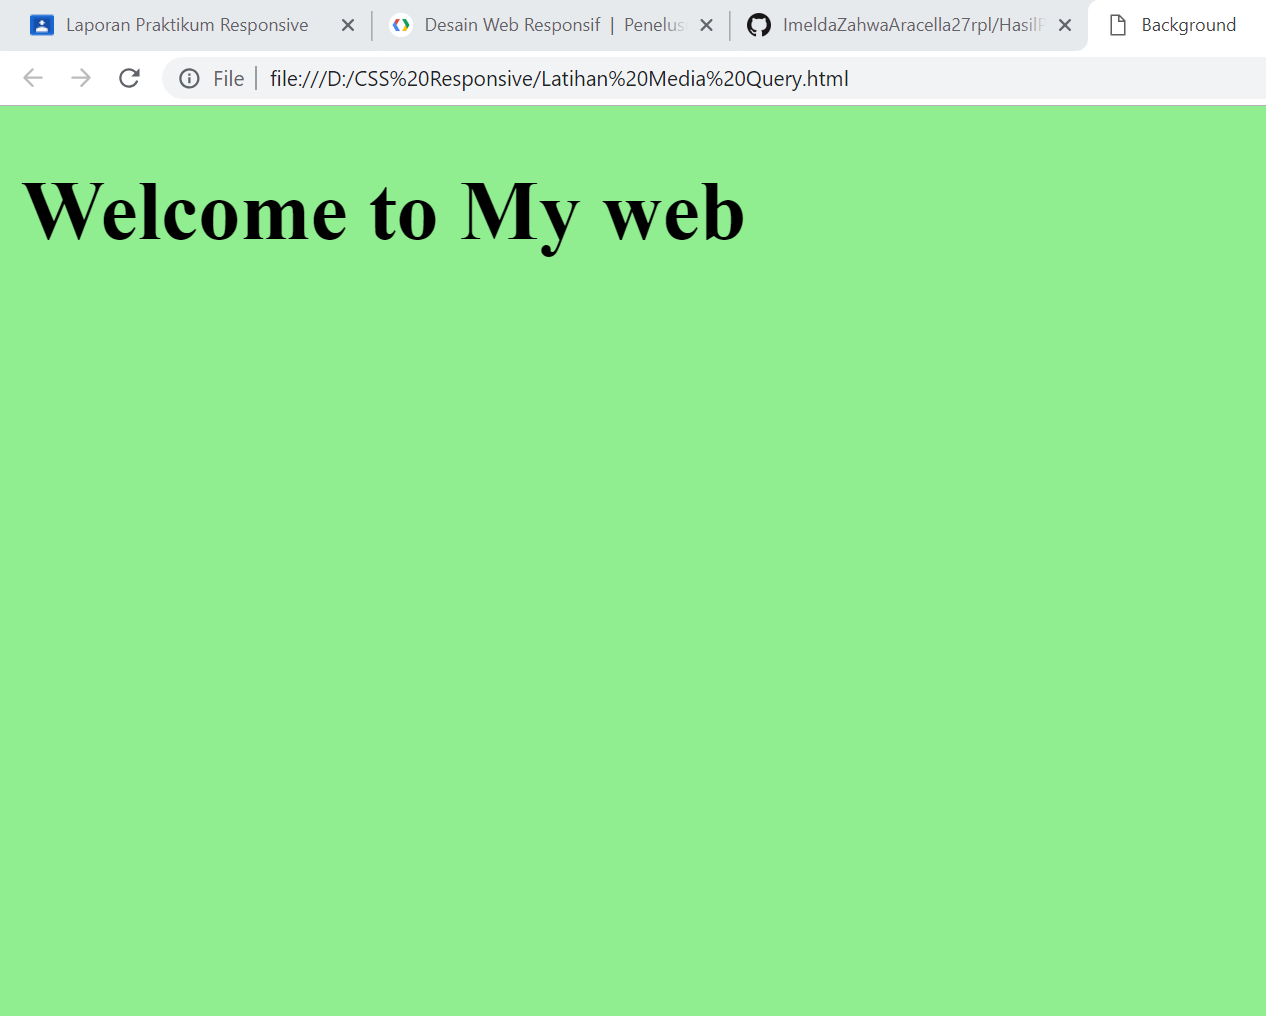 Laporan Praktikum Responsive
Desain Web Responsif | Penelus
ImeldaZahwaAracella27rpl/Hasil
Background
File | file:///D:/CSS%20Responsive/Latihan%20Media%20Query.html
Welcome to My web